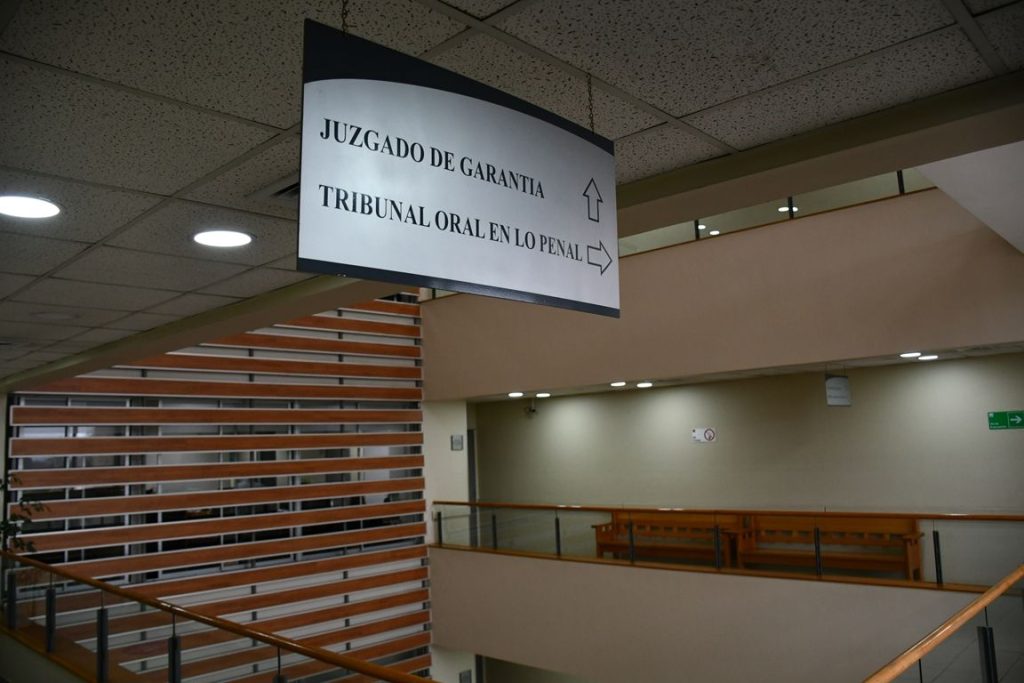 JUZGADO DE GARANTIA
TRIBUNAL ORAL EN LO PENAL